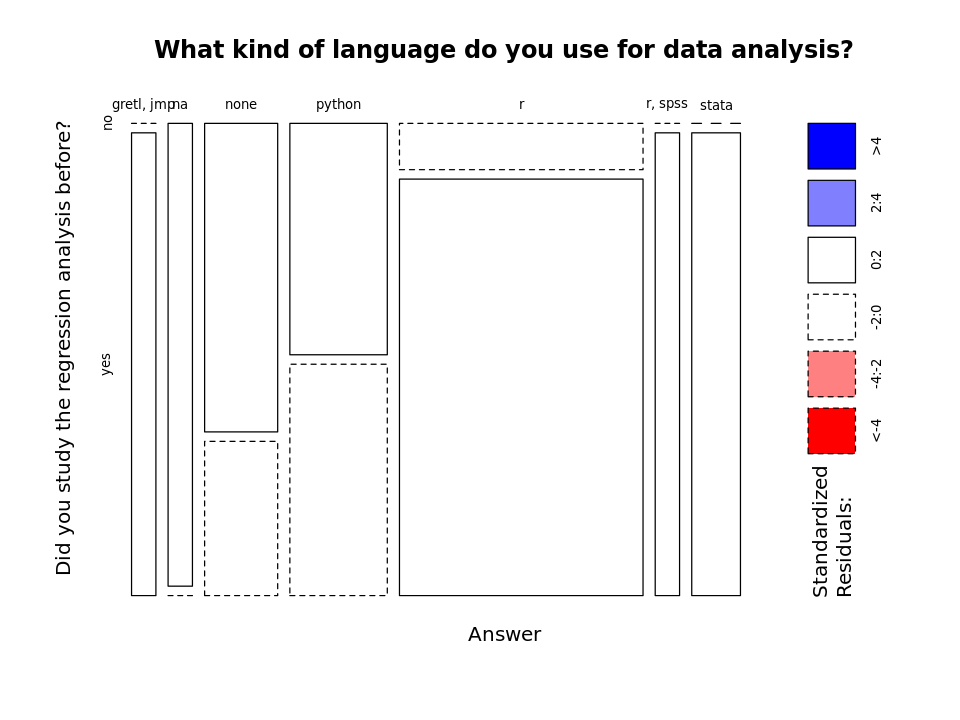 What kind of language do you use for data analysis?
gretl, jmp
na
none
python
r
r, spss
stata
no
yes
Did you study the regression analysis before?
Answer
>4
2:4
0:2
-2:0
-4:-2
<-4
Standardized
Residuals: